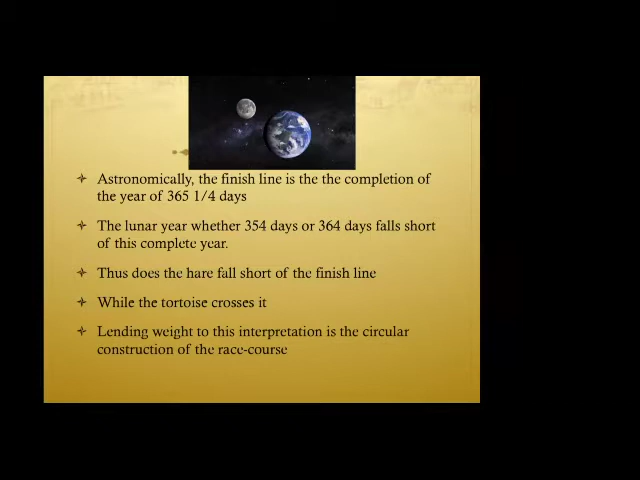 Astronomically, the finish line is the the completion of
the year of 365 1/4 days
The lunar year whether 354 days or 364 days falls short
of this complete year.
Thus does the hare fall short of the finish line
While the tortoise crosses it
Lending weight to this interpretation is the circular
construction of the race-course